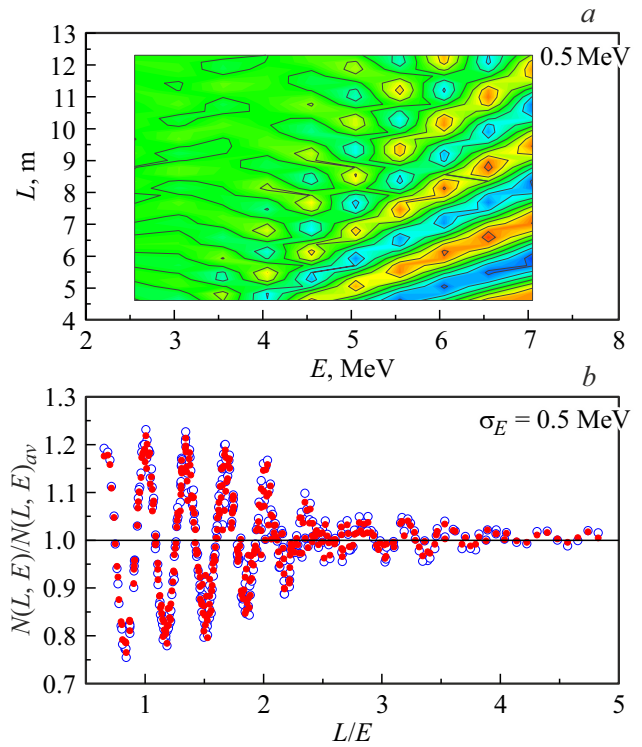 a
13
12
11
10
9
8
7
6
5
4
L, m
0.5 MeV
2 3 4 5 6 7 8
E, MeV
b
1.3
1.2
1.1
1.0
0.9
0.8
0.7
N(L, E)/N(L, E)av
σE = 0.5 MeV
1 2 3 4 5
L/E